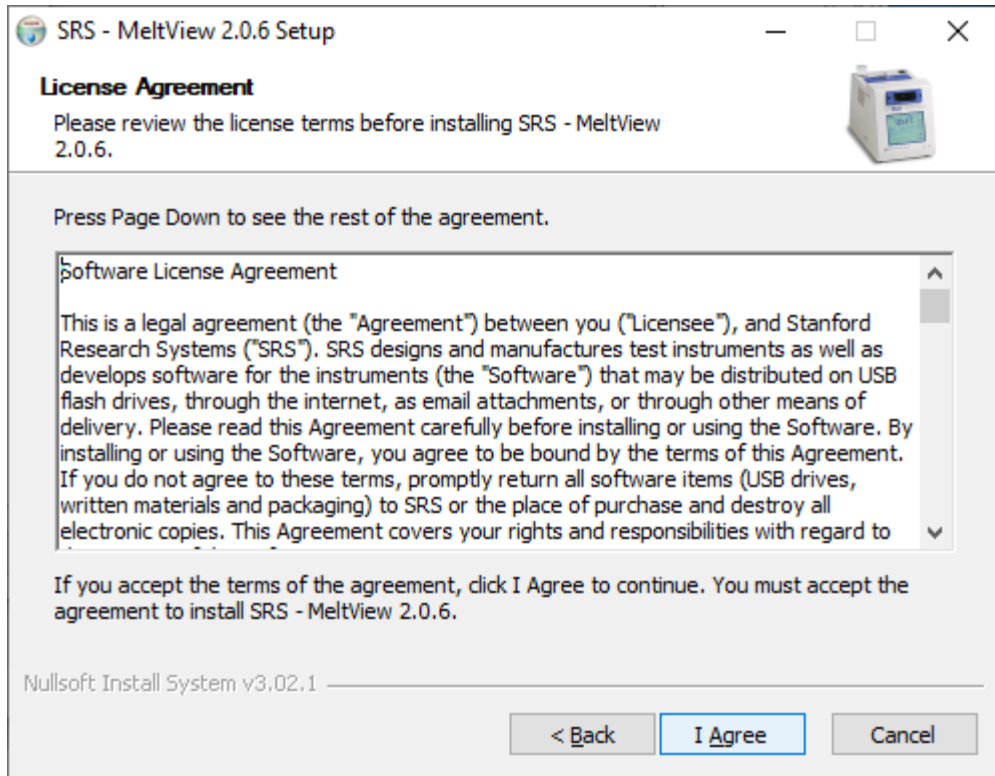 SRS - MeltView 2.0.6 Setup
License Agreement
Please review the license terms before installing SRS - MeltView
2.0.6.
Press Page Down to see the rest of the agreement.
Software License Agreement
This is a legal agreement (the "Agreement") between you ("Licensee"), and Stanford
Research Systems ("SRS"). SRS designs and manufactures test instruments as well as
develops software for the instruments (the "Software") that may be distributed on USB
flash drives, through the internet, as email attachments, or through other means of
delivery. Please read this Agreement carefully before installing or using the Software. By
installing or using the Software, you agree to be bound by the terms of this Agreement.
If you do not agree to these terms, promptly return all software items (USB drives,
written materials and packaging) to SRS or the place of purchase and destroy all
electronic copies. This Agreement covers your rights and responsibilities with regard to
If you accept the terms of the agreement, click I Agree to continue. You must accept the
agreement to install SRS - MeltView 2.0.6.
Nullsoft Install System v3.02.1
< Back
I Agree
Cancel